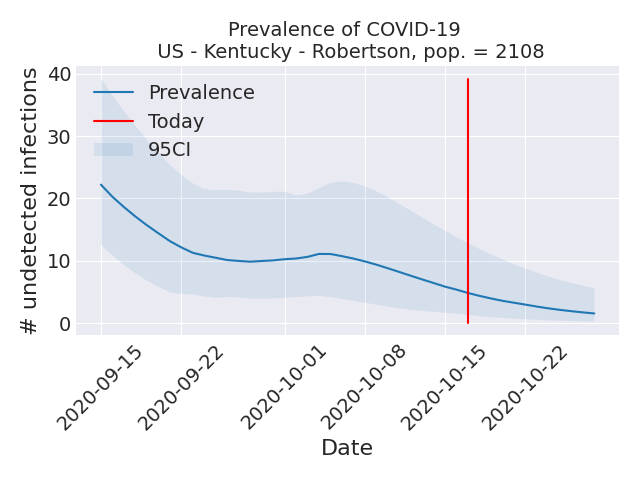 Prevalence of COVID-19
US - Kentucky - Robertson, pop. = 2108
# undetected infections
40
30
20
10
0
Prevalence
Today
95CI
2020-09-15
2020-09-22
2020-10-01
2020-10-08
2020-10-15
2020-10-22
Date